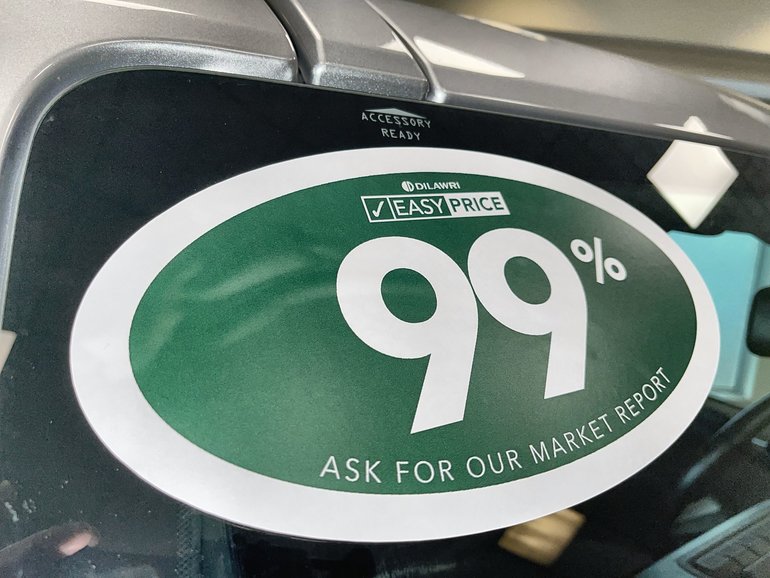 ACCESSORY
READY
DILAWRI
EASY PRICE
99%
ASK FOR OUR MARKET REPORT